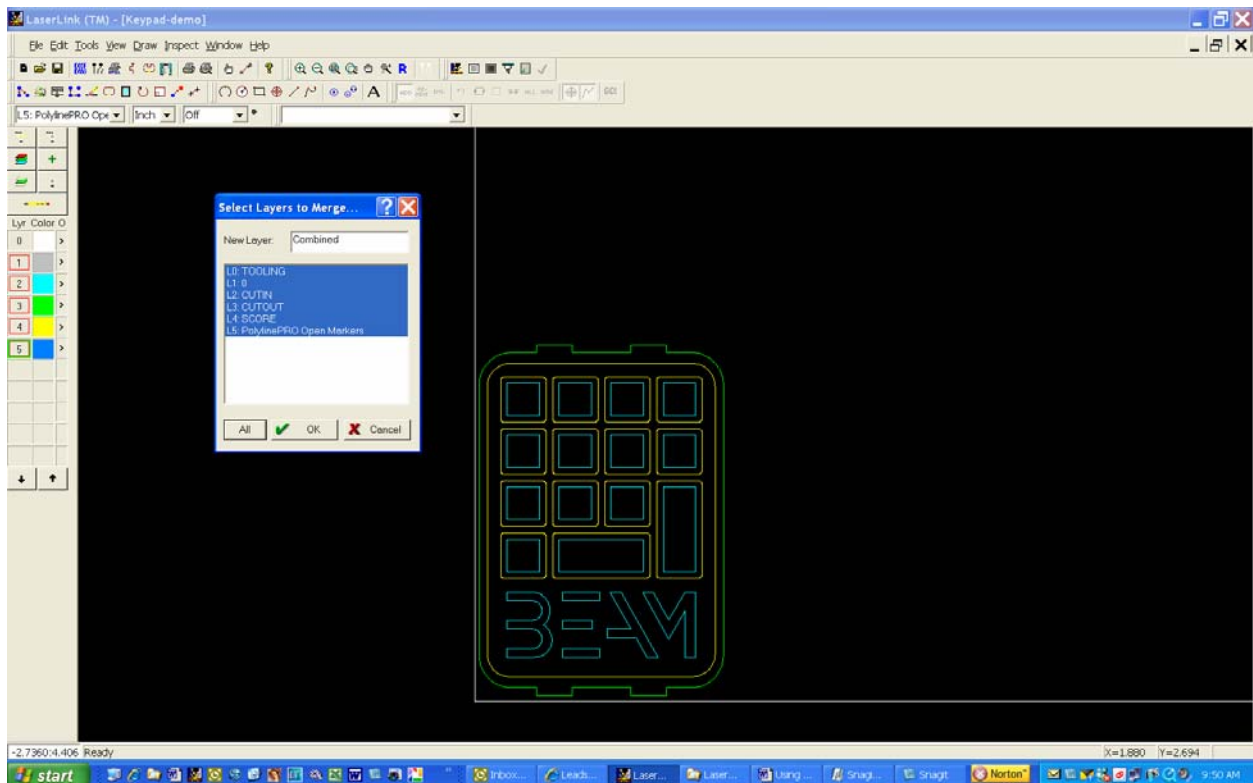 LaserLink (TM) - [Keypad-demo]
File Edit Tools View Draw Inspect Window Help
L5: PolylinePRO Ope Inch Off
Lyr Color O
0
1
2
3
4
5
Select Layers to Merge...
New Layer: Combined
L0: TOOLING
L1: 0
L2: CUTIN
L3: CUTOUT
L4: SCORE
L5: PolylinePRO Open Markers
All OK Cancel
BEAM
-2.7360:4.406 Ready X=1.880 Y=2.694
start Inbox... Leads... Laser... Laser... Using ... Snagi... Snagit Norton 9:50 AM